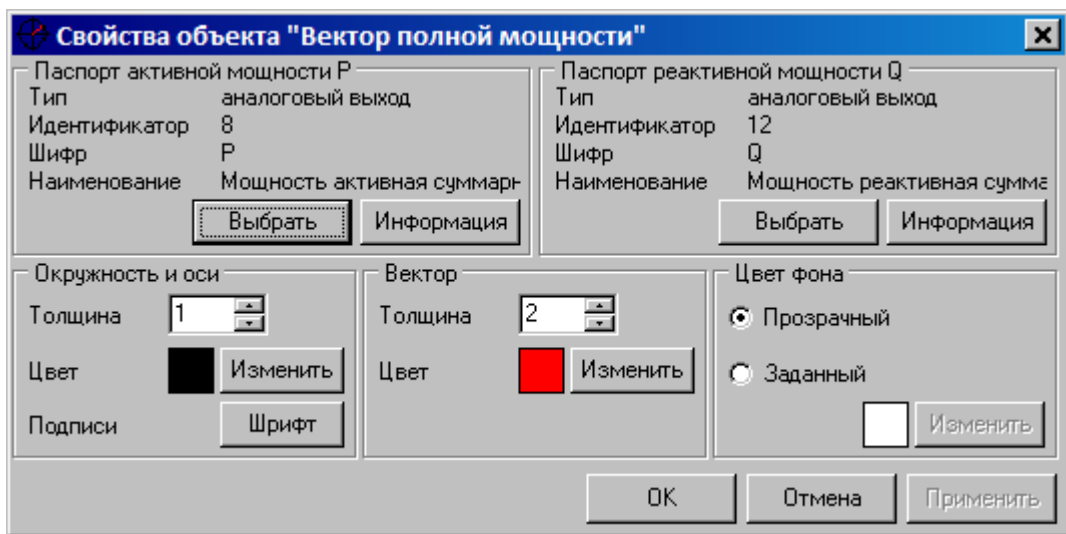 Свойства объекта "Вектор полной мощности"
Паспорт активной мощности P
Тип аналоговый выход
Идентификатор 8
Шифр P
Наименование Мощность активная суммарн
Выбрать Информация
Паспорт реактивной мощности Q
Тип аналоговый выход
Идентификатор 12
Шифр Q
Наименование Мощность реактивная сумма
Выбрать Информация
Окружность и оси
Толщина 1
Цвет Изменить
Подписи Шрифт
Вектор
Толщина 2
Цвет Изменить
Цвет фона
Прозрачный
Заданный
Изменить
OK Отмена Применить